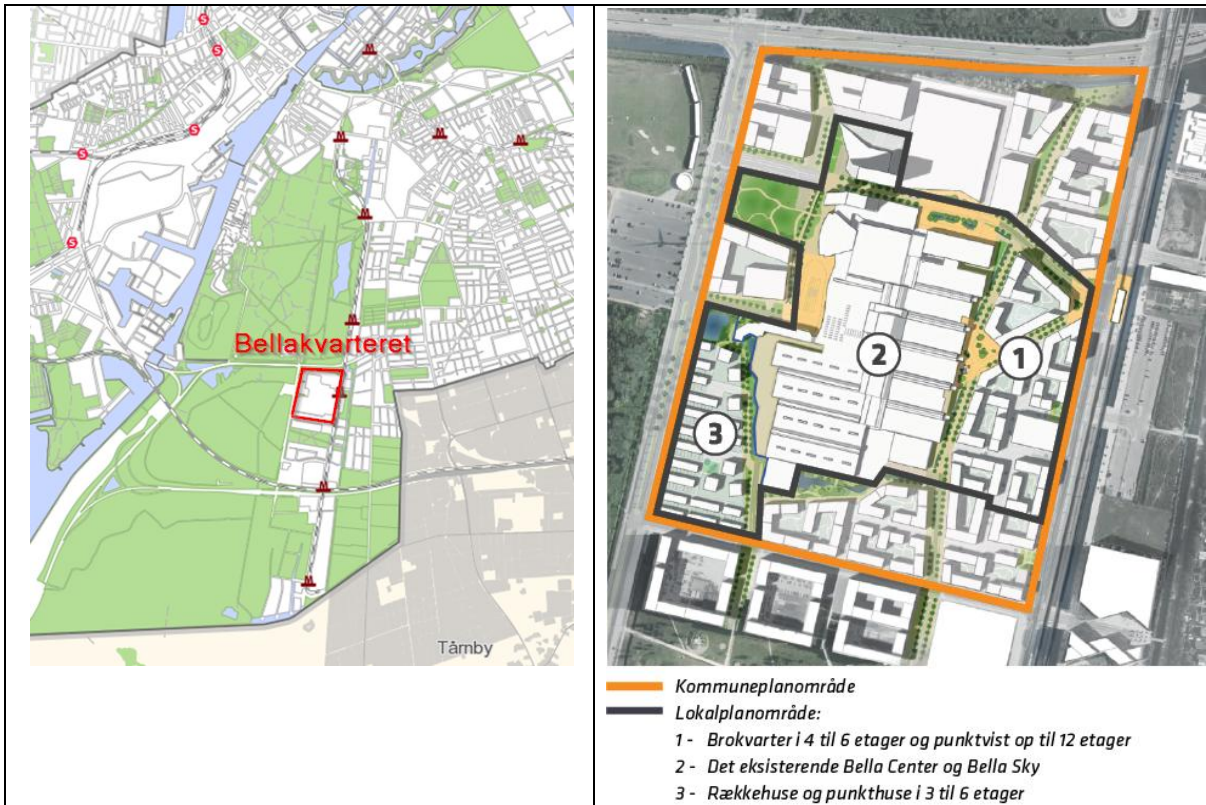 S
S
S
S
S
M
M
M
M
M
M
Bellakvarteret
M
M
M
Tårnby
1
2
3
Kommuneplanområde
Lokalplanområde:
1 - Brokvarter i 4 til 6 etager og punktvist op til 12 etager
2 - Det eksisterende Bella Center og Bella Sky
3 - Rækkehuse og punkthuse i 3 til 6 etager